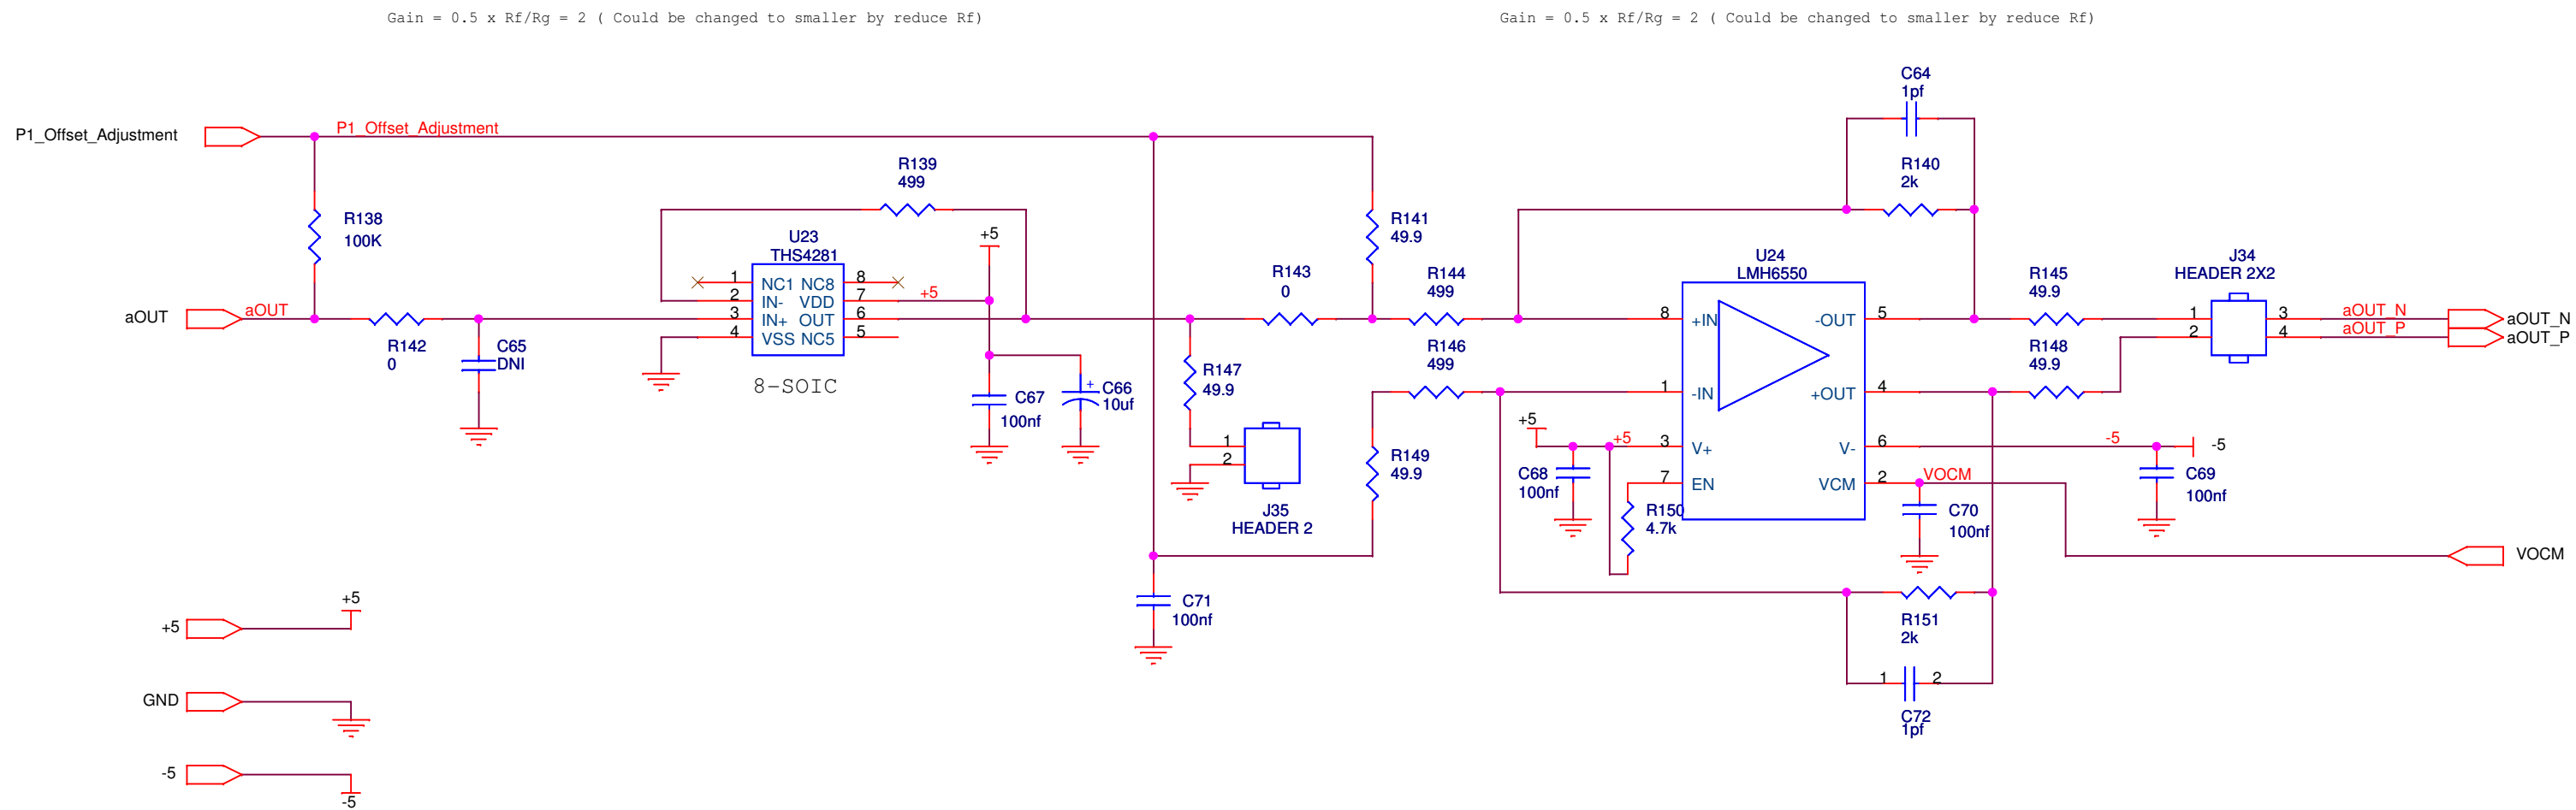 Gain = 0.5 x Rf/Rg = 2 ( Could be changed to smaller by reduce Rf)
Gain = 0.5 x Rf/Rg = 2 ( Could be changed to smaller by reduce Rf)
C64
1pf
P1_Offset_Adjustment
P1_Offset_Adjustment
R139
499
R140
2k
R138
100K
R141
49.9
U23
THS4281
+5
U24
LMH6550
J34
HEADER 2X2
R143
0
R144
499
R145
49.9
1 NC1 NC8 8
2 IN- VDD 7 +5
3 IN+ OUT 6
4 VSS NC5 5
8-SOIC
aOUT
aOUT
R142
0
C65
DNI
8 +IN -OUT 5
1 -IN +OUT 4
3 V+ V- 6
7 EN VCM 2
1 3 aOUT_N aOUT_N
2 4 aOUT_P aOUT_P
R146
499
R148
49.9
R147
49.9
C67
100nf
+
C66
10uf
1
2
J35
HEADER 2
R149
49.9
+5
+5
C68
100nf
R150
4.7k
-5
-5
VOCM
C69
100nf
C70
100nf
VOCM
C71
100nf
R151
2k
1 2
C72
1pf
+5
+5
GND
-5
-5